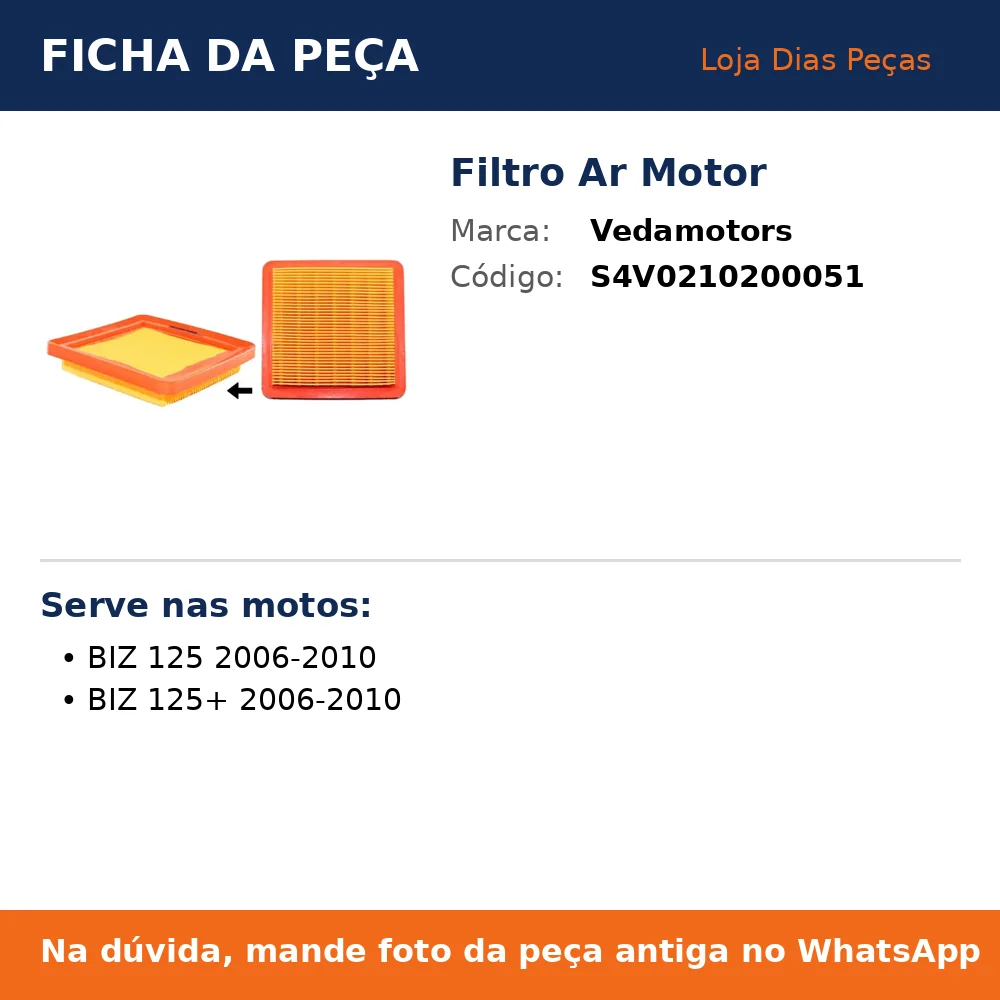 FICHA DA PEÇA
Loja Dias Peças
Filtro Ar Motor
Marca: Vedamotors
Código: S4V0210200051
Serve nas motos:
• BIZ 125 2006-2010
• BIZ 125+ 2006-2010
Na dúvida, mande foto da peça antiga no WhatsApp